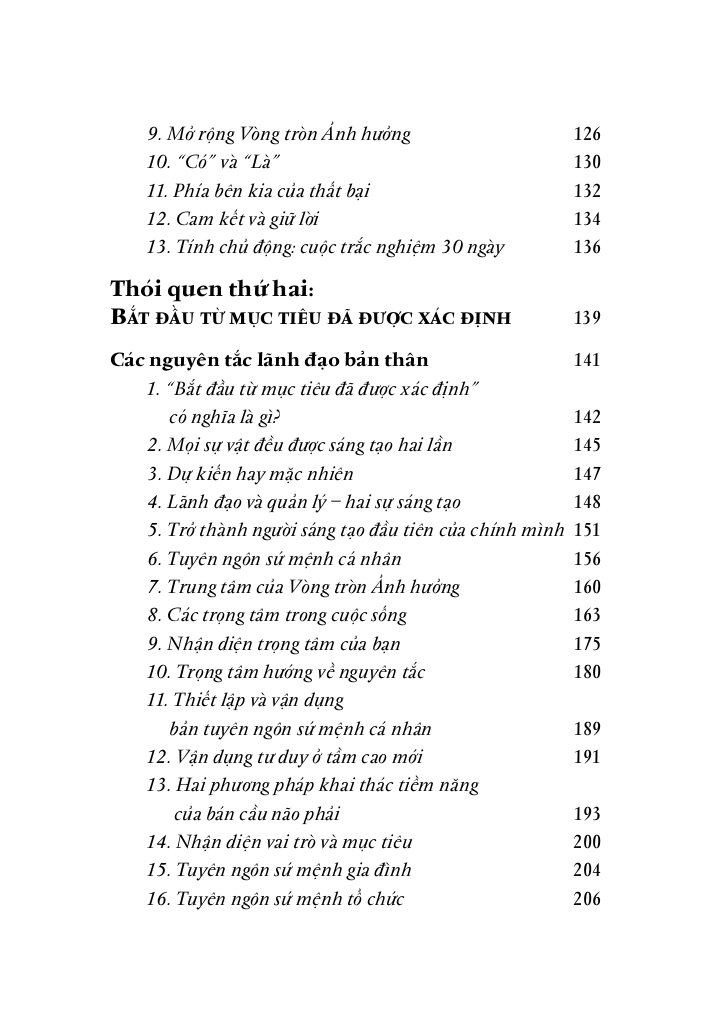 9. Mở rộng Vòng tròn Ảnh hưởng 126
10. “Có” và “Là” 130
11. Phía bên kia của thất bại 132
12. Cam kết và giữ lời 134
13. Tính chủ động: cuộc trắc nghiệm 30 ngày 136
Thói quen thứ hai:
BẮT ĐẦU TỪ MỤC TIÊU ĐÃ ĐƯỢC XÁC ĐỊNH 139
Các nguyên tắc lãnh đạo bản thân 141
1. “Bắt đầu từ mục tiêu đã được xác định”
có nghĩa là gì? 142
2. Mọi sự vật đều được sáng tạo hai lần 145
3. Dự kiến hay mặc nhiên 147
4. Lãnh đạo và quản lý – hai sự sáng tạo 148
5. Trở thành người sáng tạo đầu tiên của chính mình 151
6. Tuyên ngôn sứ mệnh cá nhân 156
7. Trung tâm của Vòng tròn Ảnh hưởng 160
8. Các trọng tâm trong cuộc sống 163
9. Nhận diện trọng tâm của bạn 175
10. Trọng tâm hướng về nguyên tắc 180
11. Thiết lập và vận dụng
bản tuyên ngôn sứ mệnh cá nhân 189
12. Vận dụng tư duy ở tầm cao mới 191
13. Hai phương pháp khai thác tiềm năng
của bán cầu não phải 193
14. Nhận diện vai trò và mục tiêu 200
15. Tuyên ngôn sứ mệnh gia đình 204
16. Tuyên ngôn sứ mệnh tổ chức 206